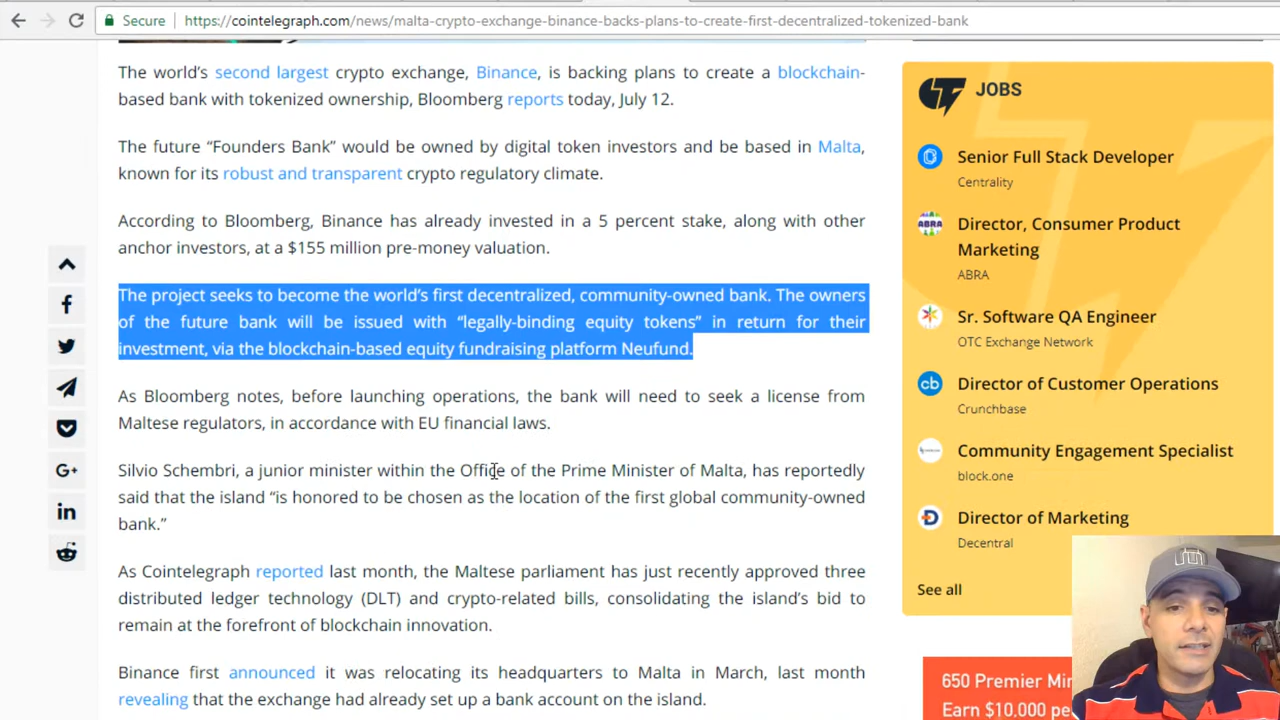 Secure
https://cointelegraph.com/news/malta-crypto-exchange-binance-backs-plans-to-create-first-decentralized-tokenized-bank
The world's second largest crypto exchange, Binance, is backing plans to create a blockchain-
based bank with tokenized ownership, Bloomberg reports today, July 12.
The future “Founders Bank” would be owned by digital token investors and be based in Malta,
known for its robust and transparent crypto regulatory climate.
According to Bloomberg, Binance has already invested in a 5 percent stake, along with other
anchor investors, at a $155 million pre-money valuation.
The project seeks to become the world's first decentralized, community-owned bank. The owners
of the future bank will be issued with “legally-binding equity tokens” in return for their
investment, via the blockchain-based equity fundraising platform Neufund.
As Bloomberg notes, before launching operations, the bank will need to seek a license from
Maltese regulators, in accordance with EU financial laws.
Silvio Schembri, a junior minister within the Office of the Prime Minister of Malta, has reportedly
said that the island “is honored to be chosen as the location of the first global community-owned
bank.”
As Cointelegraph reported last month, the Maltese parliament has just recently approved three
distributed ledger technology (DLT) and crypto-related bills, consolidating the island's bid to
remain at the forefront of blockchain innovation.
Binance first announced it was relocating its headquarters to Malta in March, last month
revealing that the exchange had already set up a bank account on the island.
G+
in
JOBS
Senior Full Stack Developer
Centrality
ABRA
Director, Consumer Product
Marketing
ABRA
Sr. Software QA Engineer
OTC Exchange Network
cb
Director of Customer Operations
Crunchbase
Community Engagement Specialist
block.one
Director of Marketing
Decentral
See all
650 Premier
Earn $10,000